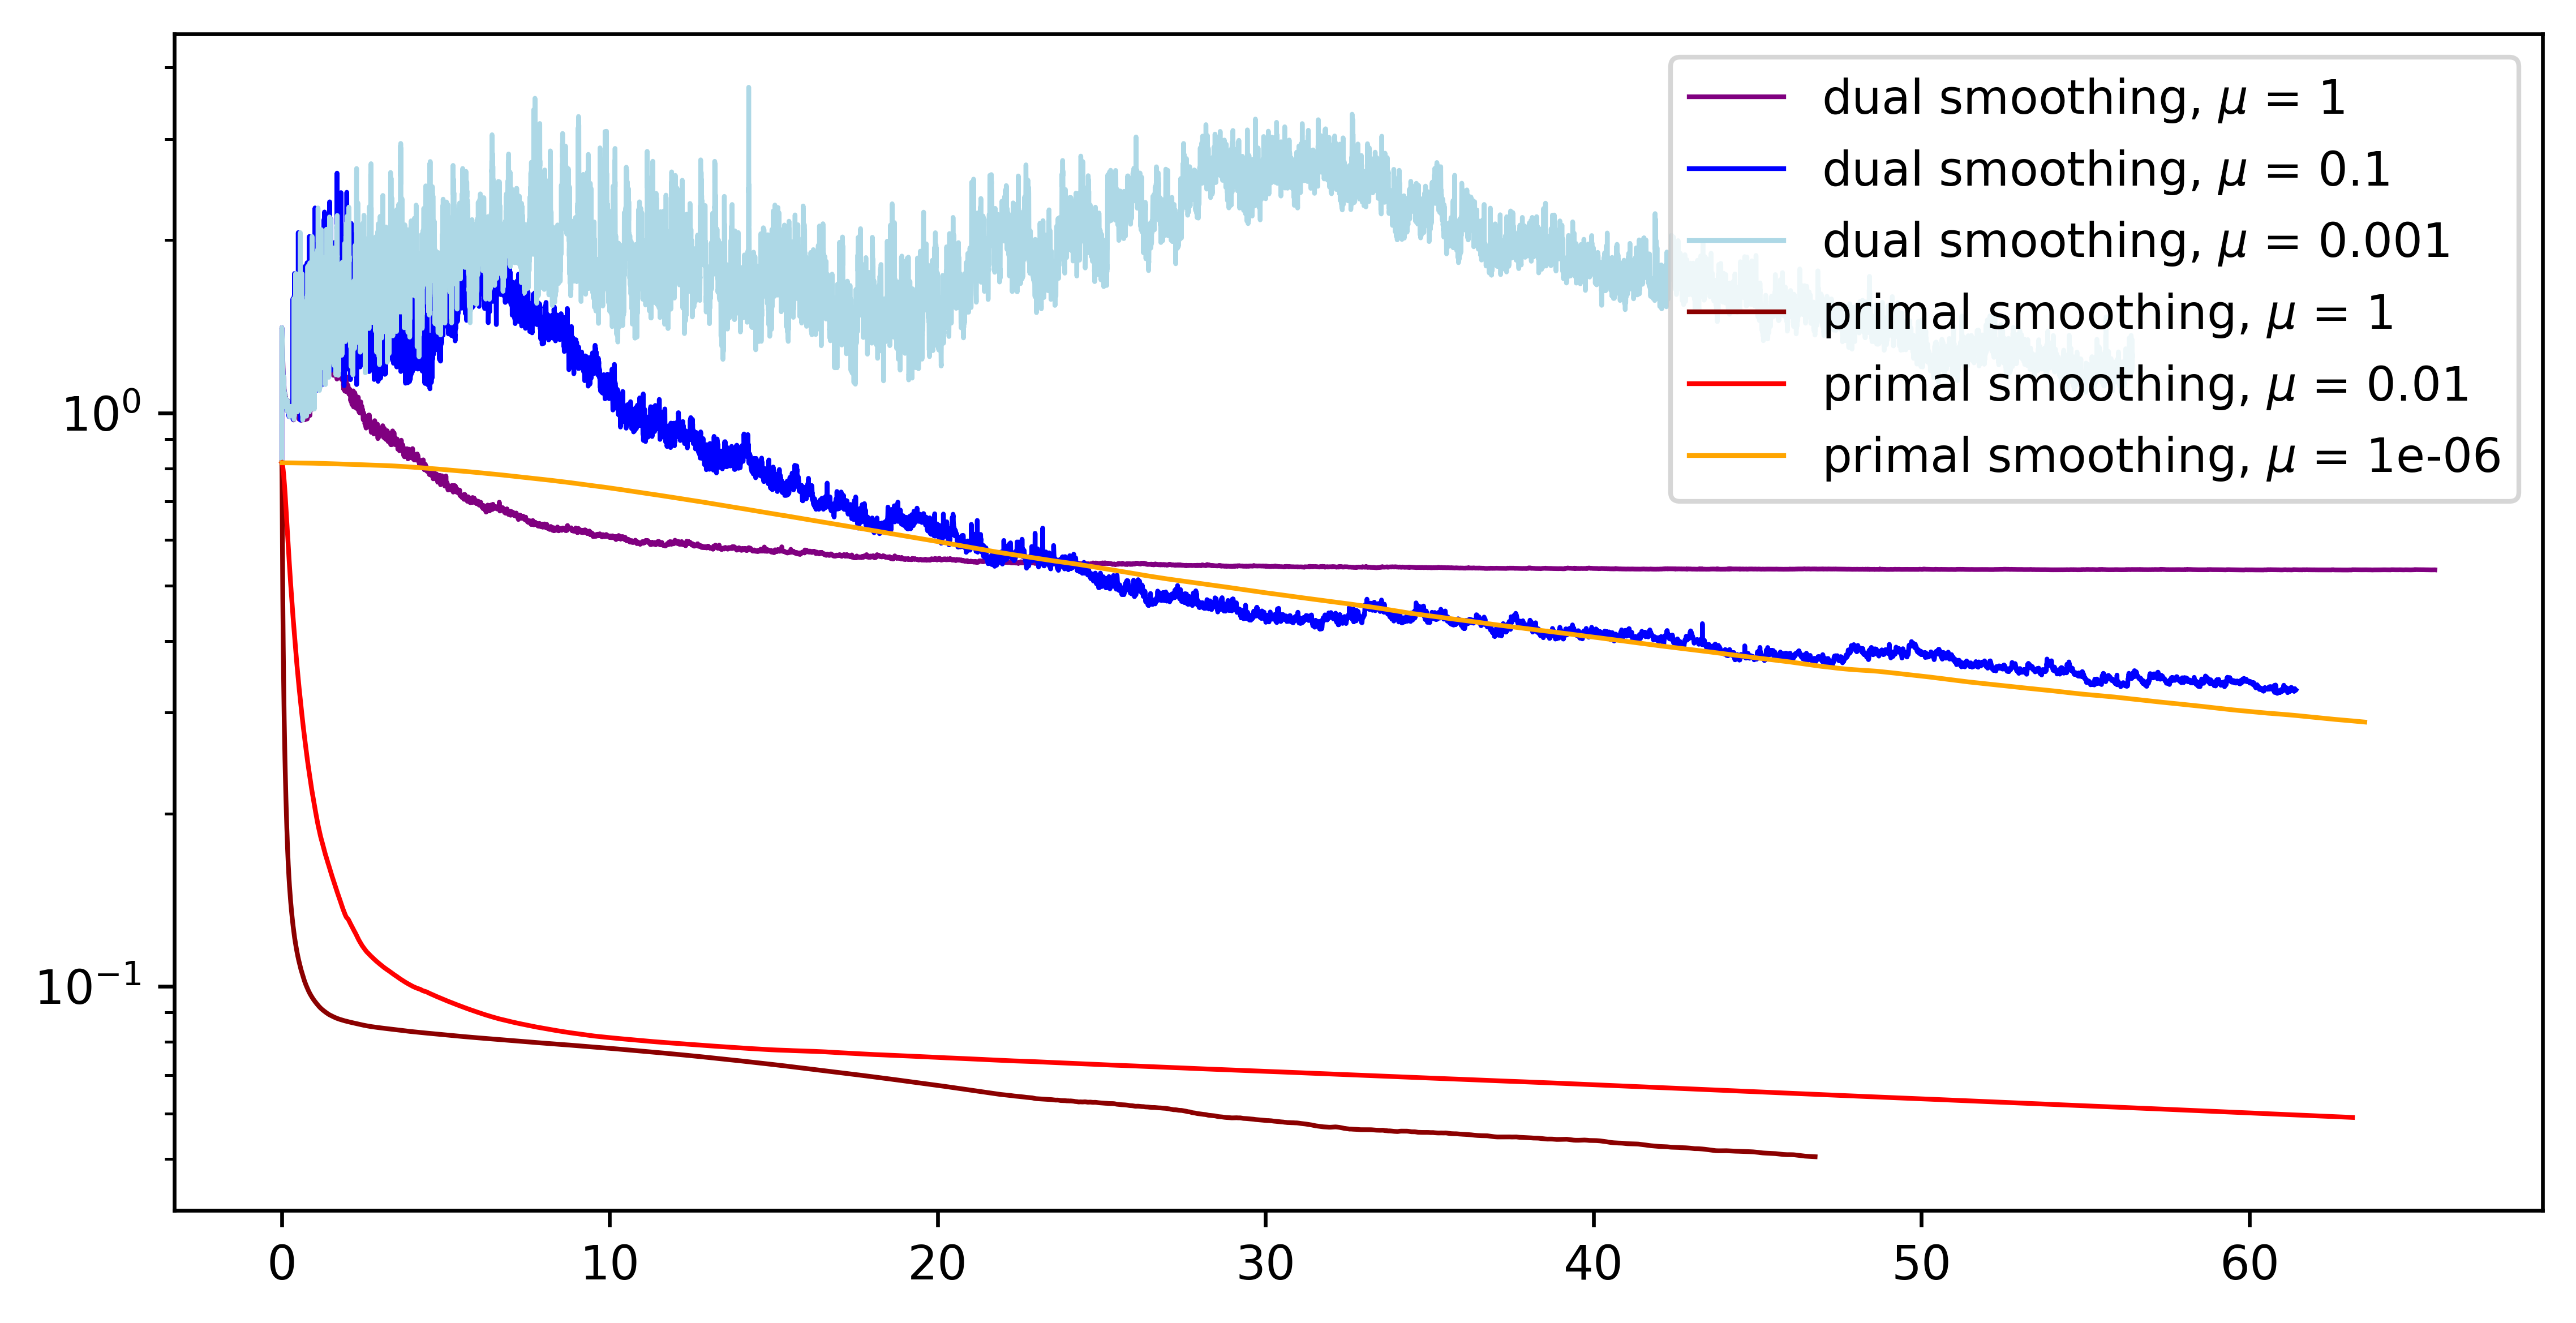 dual smoothing, μ = 1
dual smoothing, μ = 0.1
dual smoothing, μ = 0.001
primal smoothing, μ = 1
primal smoothing, μ = 0.01
primal smoothing, μ = 1e-06
10⁰
10⁻¹
0 10 20 30 40 50 60